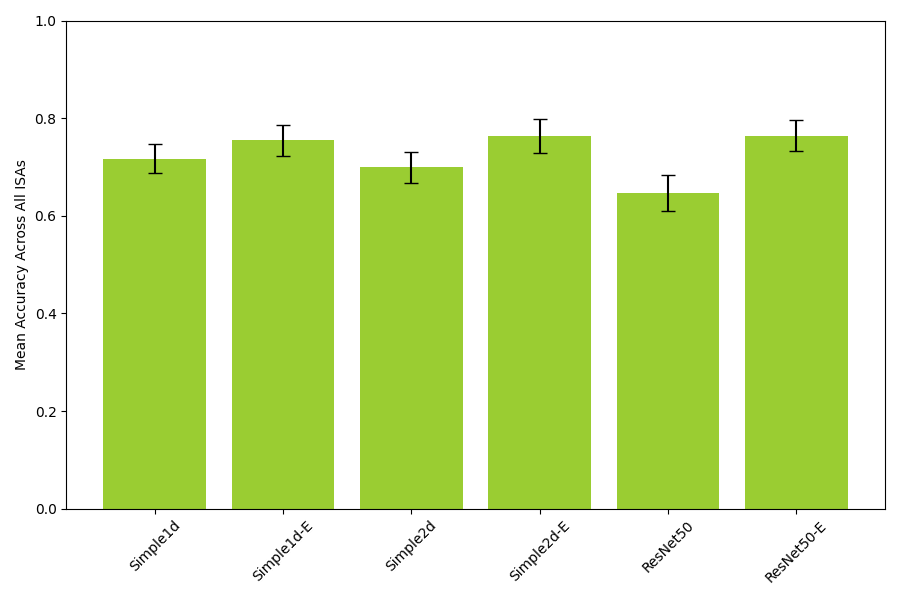 Mean Accuracy Across All ISAs
1.0
0.8
0.6
0.4
0.2
0.0
Simple1d
Simple1d-E
Simple2d
Simple2d-E
ResNet50
ResNet50-E